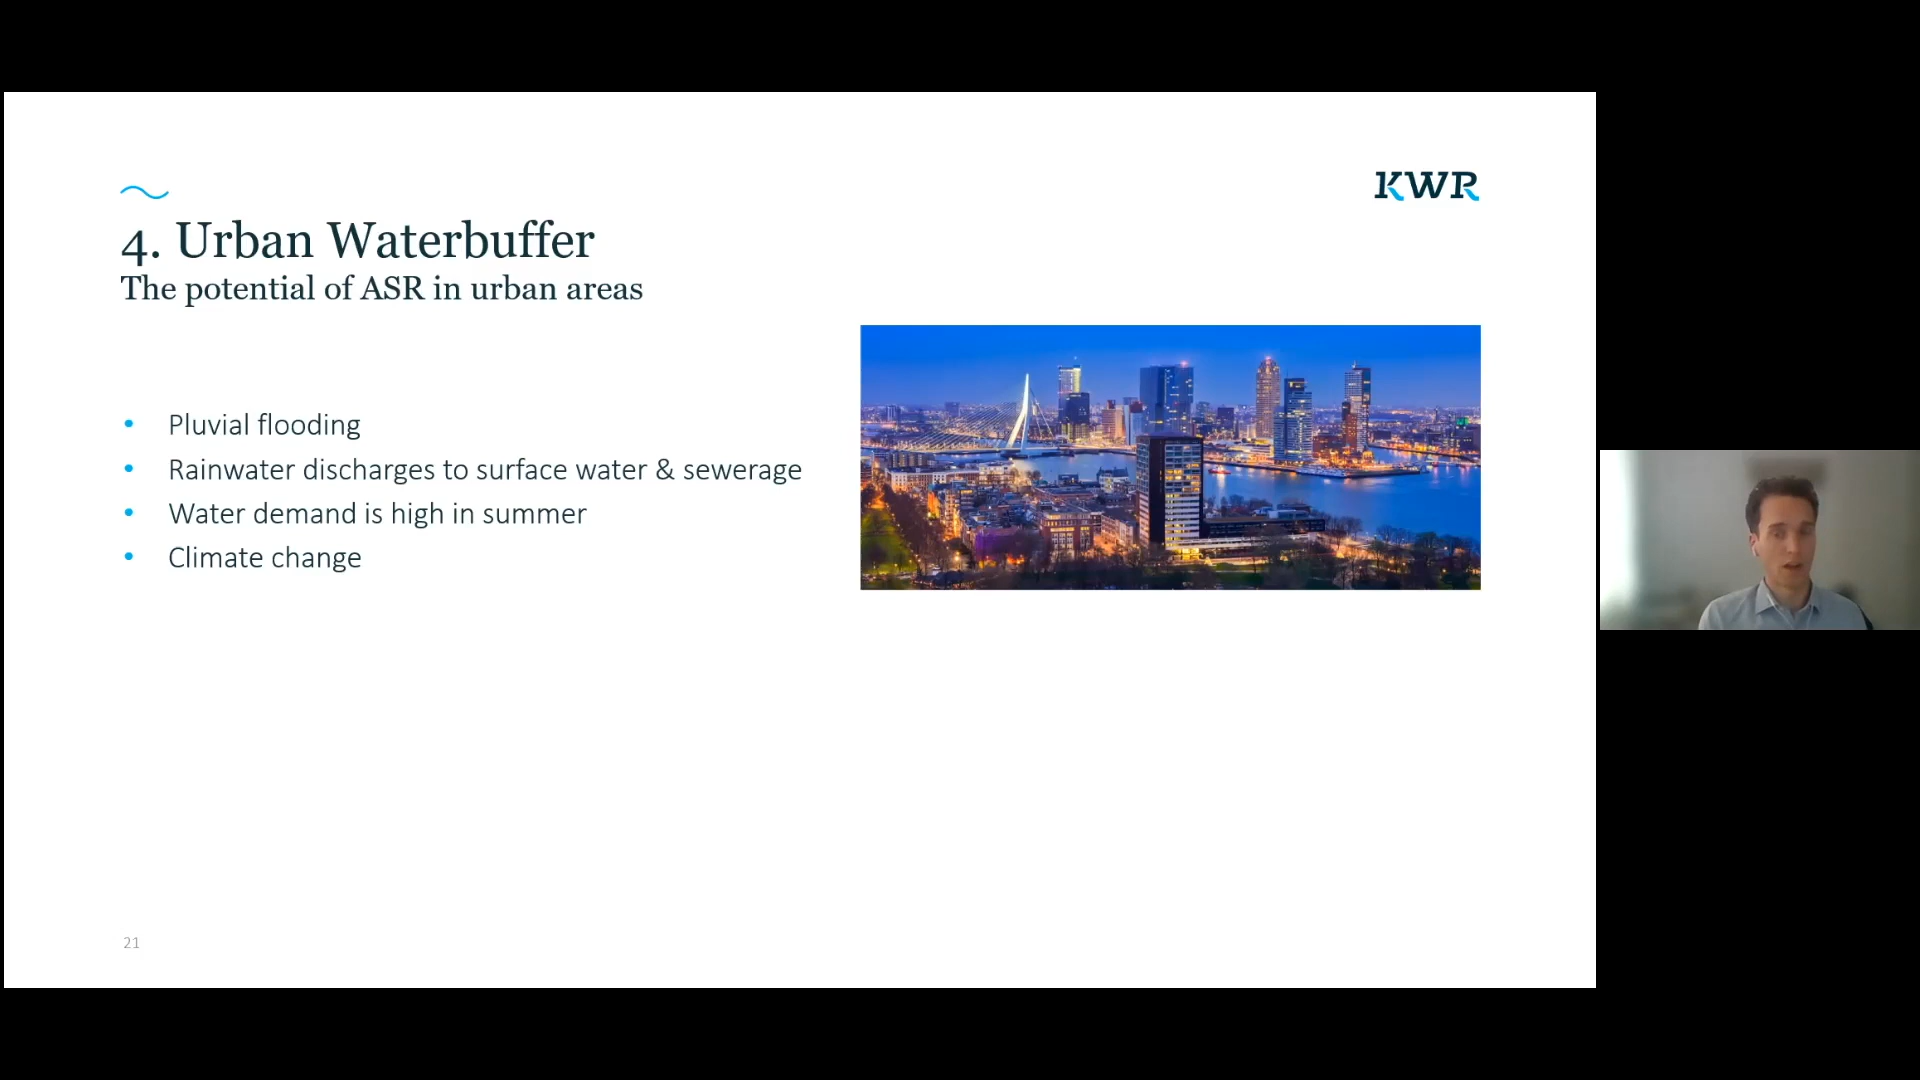 KWR
4. Urban Waterbuffer
The potential of ASR in urban areas
• Pluvial flooding
• Rainwater discharges to surface water & sewerage
• Water demand is high in summer
• Climate change
21